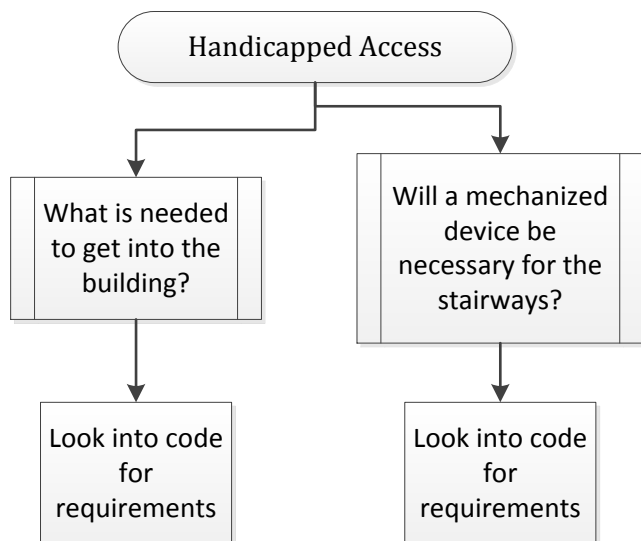 Handicapped Access
What is needed
to get into the
building?
Will a mechanized
device be
necessary for the
stairways?
Look into code
for
requirements
Look into code
for
requirements